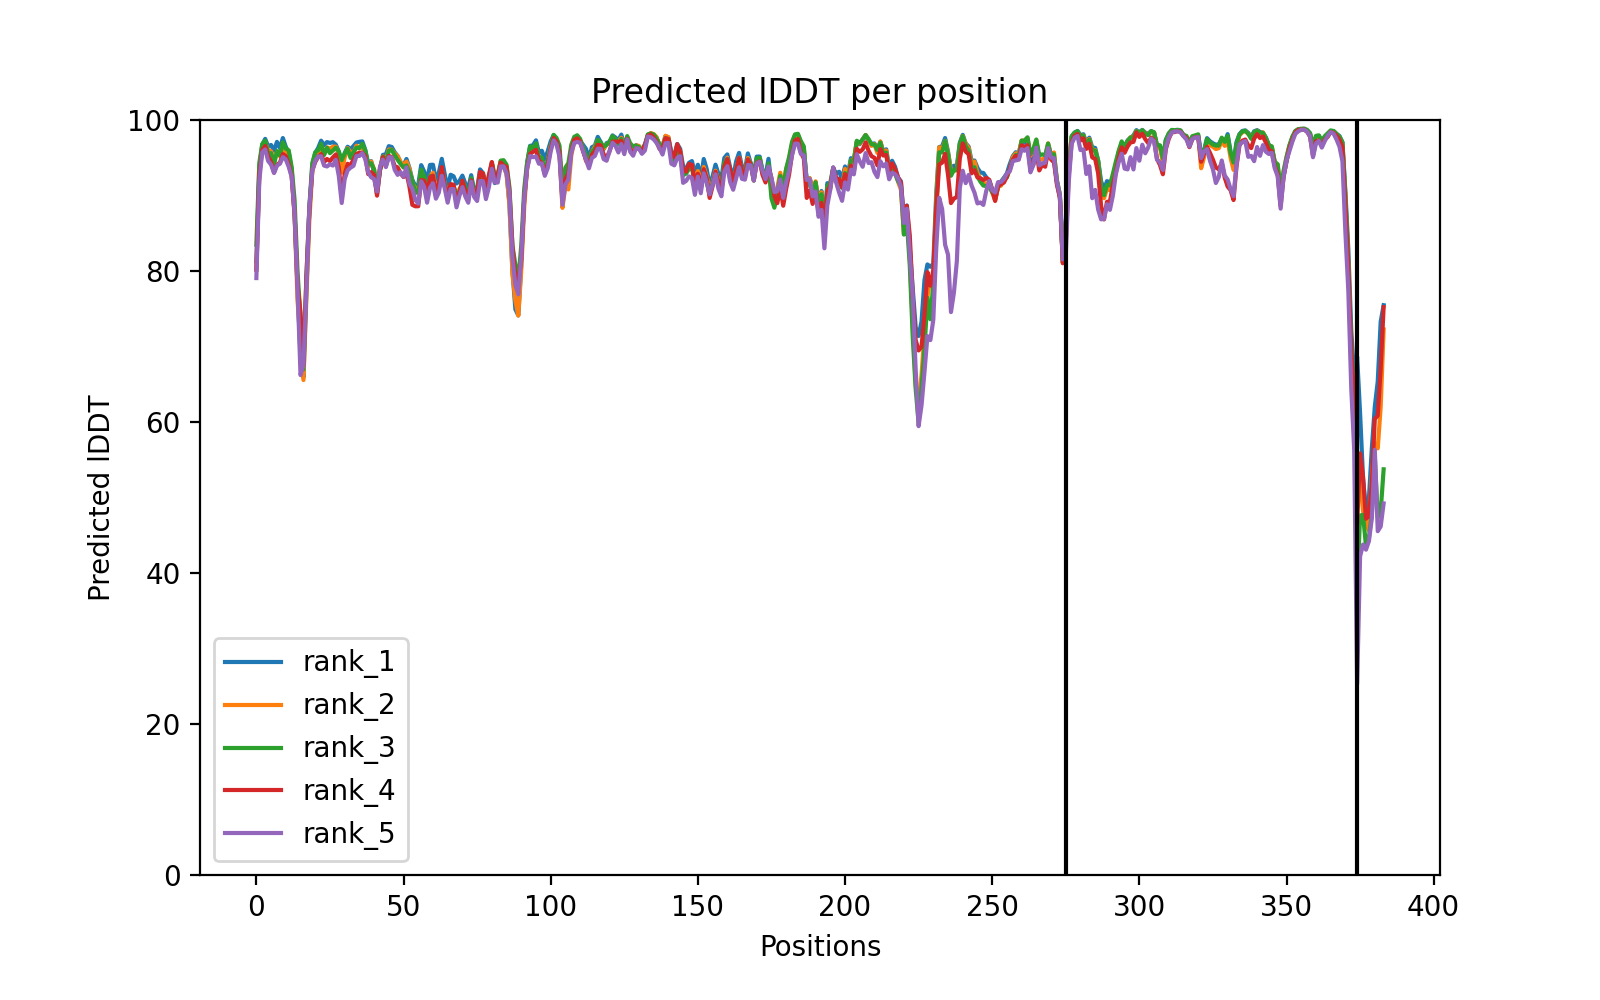 Predicted lDDT per position
100
80
60
40
20
0
Predicted lDDT
rank_1
rank_2
rank_3
rank_4
rank_5
0 50 100 150 200 250 300 350 400
Positions